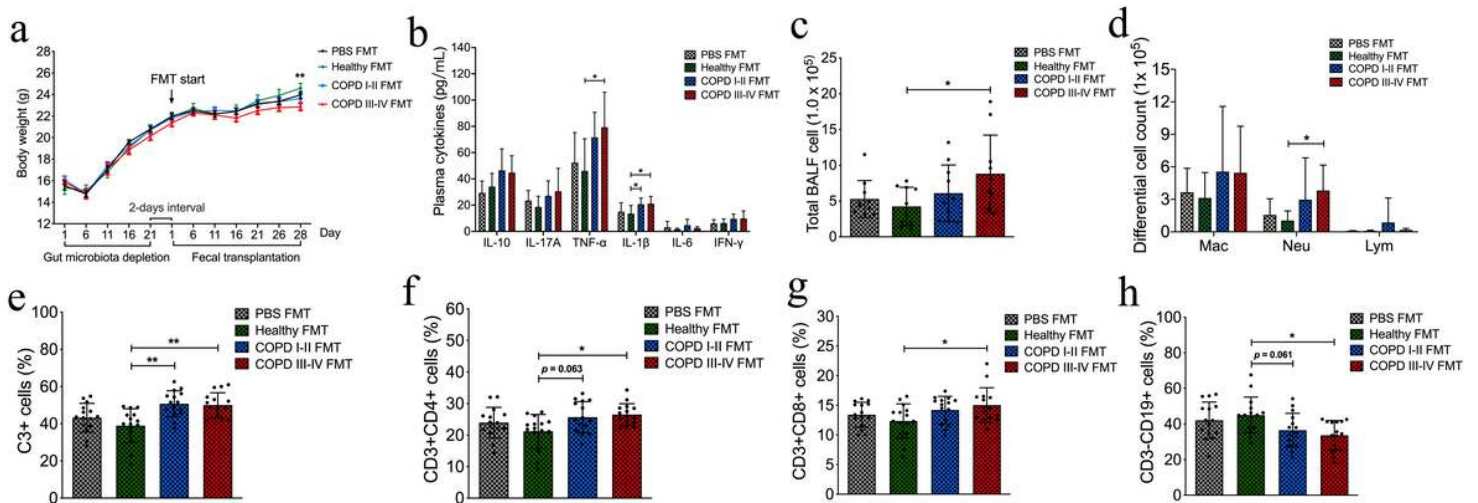 a
PBS FMT
Healthy FMT
COPD I-II FMT
COPD III-IV FMT
Body weight (g)
28
26
24
22
20
18
16
14
12
FMT start
**
2-days interval
1 6 11 16 21 1 6 11 16 21 26 28 Day
Gut microbiota depletion Fecal transplantation
b
PBS FMT
Healthy FMT
COPD I-II FMT
COPD III-IV FMT
Plasma cytokines (pg/mL)
140
120
100
80
60
40
20
0
*
*
*
IL-10 IL-17A TNF-α IL-1β IL-6 IFN-γ
c
PBS FMT
Healthy FMT
COPD I-II FMT
COPD III-IV FMT
Total BALF cell (1.0 x 10⁵)
25
20
15
10
5
0
*
d
PBS FMT
Healthy FMT
COPD I-II FMT
COPD III-IV FMT
Differential cell count (1x 10⁵)
15
12
9
6
3
0
*
Mac Neu Lym
e
PBS FMT
Healthy FMT
COPD I-II FMT
COPD III-IV FMT
C3+ cells (%)
100
80
60
40
20
0
**
**
f
PBS FMT
Healthy FMT
COPD I-II FMT
COPD III-IV FMT
CD3+CD4+ cells (%)
60
50
40
30
20
10
0
*
p = 0.063
g
PBS FMT
Healthy FMT
COPD I-II FMT
COPD III-IV FMT
CD3+CD8+ cells (%)
30
25
20
15
10
5
0
*
h
PBS FMT
Healthy FMT
COPD I-II FMT
COPD III-IV FMT
CD3-CD19+ cells (%)
100
80
60
40
20
0
*
p = 0.061